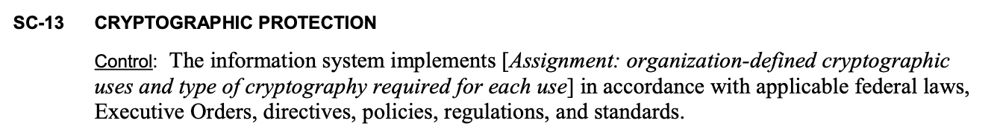 SC-13 CRYPTOGRAPHIC PROTECTION
Control: The information system implements [Assignment: organization-defined cryptographic
uses and type of cryptography required for each use] in accordance with applicable federal laws,
Executive Orders, directives, policies, regulations, and standards.